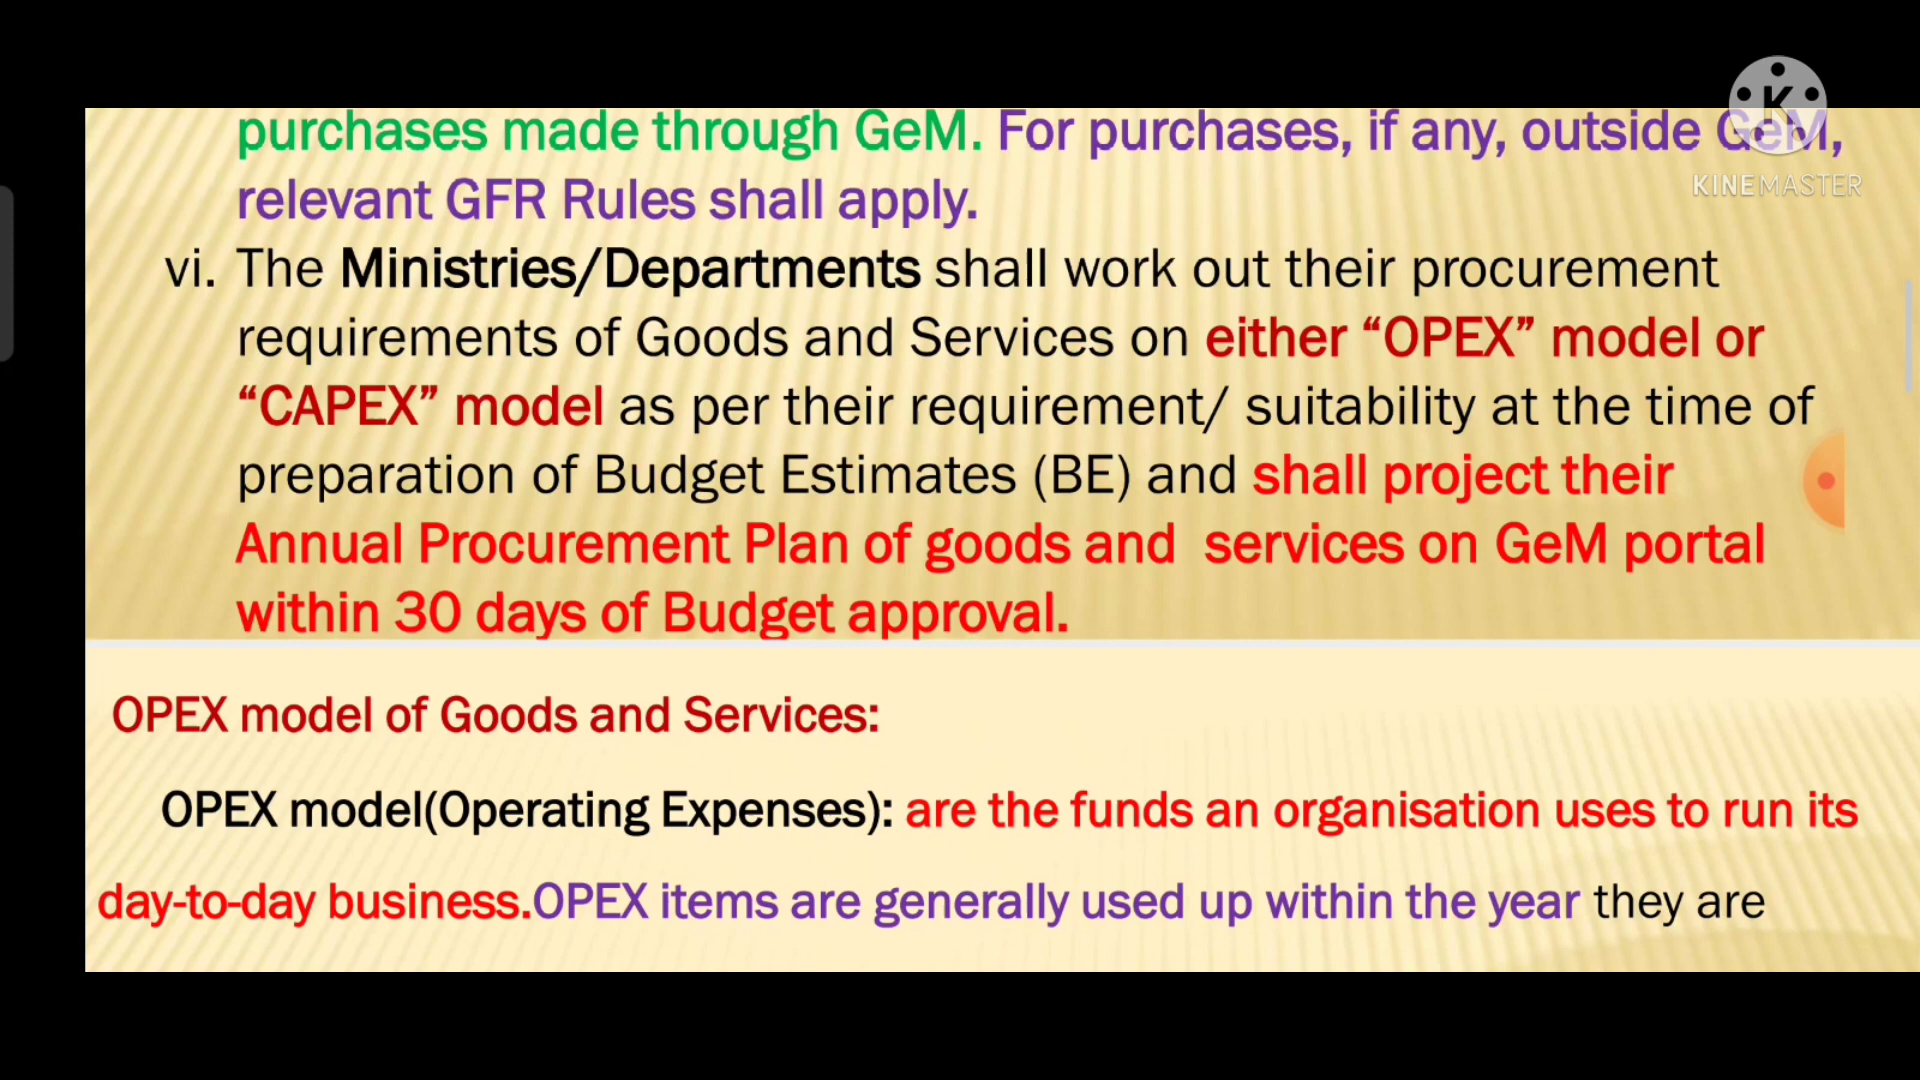 purchases made through GeM. For purchases, if any, outside GeM,
relevant GFR Rules shall apply.
vi. The Ministries/Departments shall work out their procurement
requirements of Goods and Services on either “OPEX” model or
“CAPEX” model as per their requirement/ suitability at the time of
preparation of Budget Estimates (BE) and shall project their
Annual Procurement Plan of goods and services on GeM portal
within 30 days of Budget approval.
OPEX model of Goods and Services:
OPEX model(Operating Expenses): are the funds an organisation uses to run its
day-to-day business.OPEX items are generally used up within the year they are
K
KINEMASTER